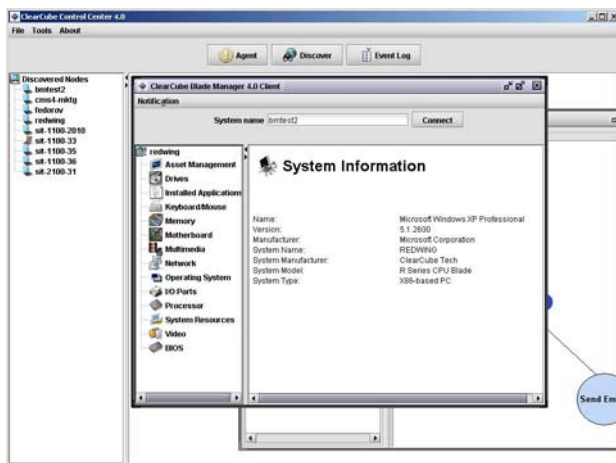 ClearCube Control Center 4.0
File Tools About
Agent Discover Event Log
Discovered Nodes
bmtest2
cms4-mktg
fedorov
redwing
sit-1100-2010
sit-1100-33
sit-1100-35
sit-1100-36
sit-2100-31
ClearCube Blade Manager 4.0 Client
Notification
System name bmtest2 Connect
redwing
Asset Management
Drives
Installed Applications
Keyboard/Mouse
Memory
Motherboard
Multimedia
Network
Operating System
I/O Ports
Processor
System Resources
Video
BIOS
System Information
Name: Microsoft Windows XP Professional
Version: 5.1.2600
Manufacturer: Microsoft Corporation
System Name: REDWING
System Manufacturer: ClearCube Tech
System Model: R Series CPU Blade
System Type: X86-based PC
Send Em